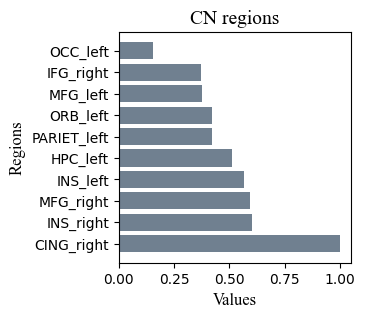 CN regions
OCC_left
IFG_right
MFG_left
ORB_left
PARIET_left
HPC_left
INS_left
MFG_right
INS_right
CING_right
Regions
0.00 0.25 0.50 0.75 1.00
Values